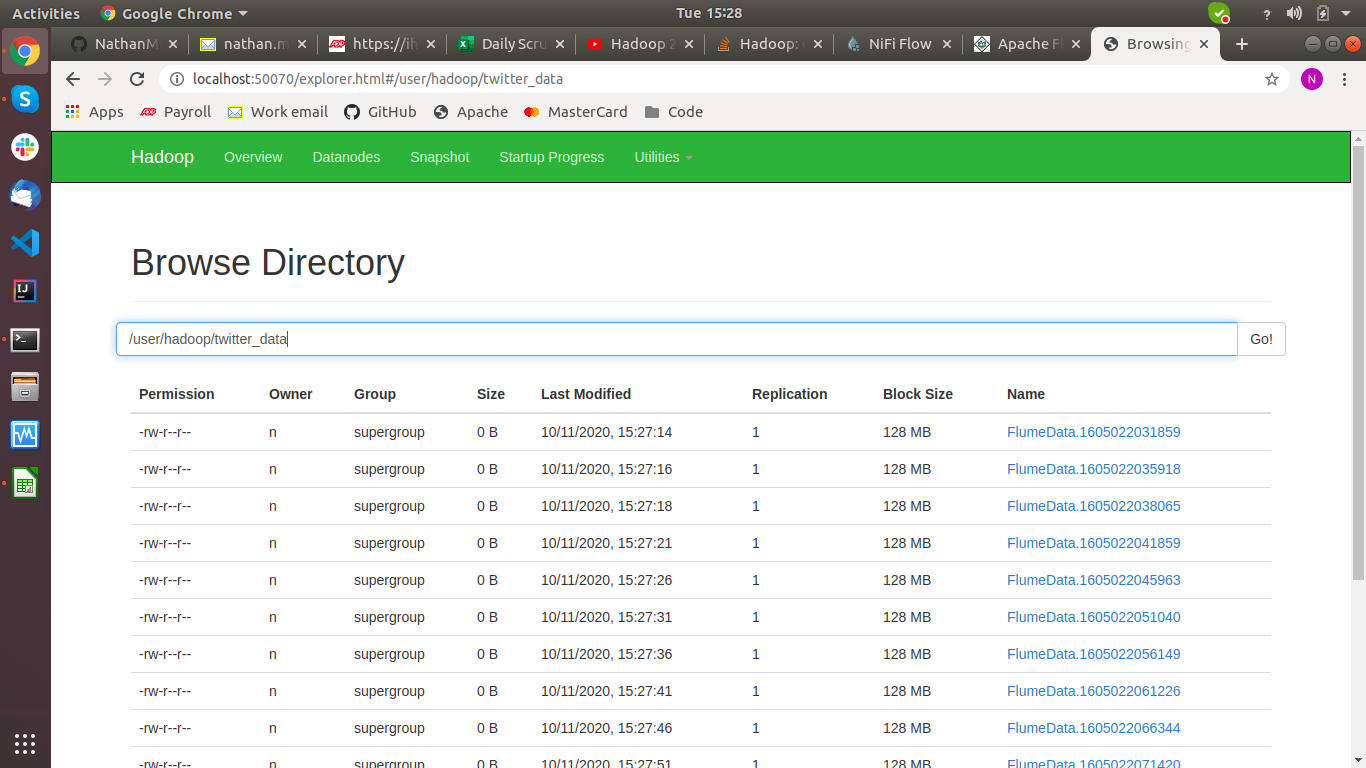 Activities Google Chrome Tue 15:28 ?
NathanM nathan.m https://ih Daily Scru Hadoop 2 Hadoop: NiFi Flow Apache Fl Browsing
localhost:50070/explorer.html#/user/hadoop/twitter_data N
Apps Payroll Work email GitHub Apache MasterCard Code
Hadoop Overview Datanodes Snapshot Startup Progress Utilities
Browse Directory
/user/hadoop/twitter_data Go!
Permission Owner Group Size Last Modified Replication Block Size Name
-rw-r--r-- n supergroup 0 B 10/11/2020, 15:27:14 1 128 MB FlumeData.1605022031859
-rw-r--r-- n supergroup 0 B 10/11/2020, 15:27:16 1 128 MB FlumeData.1605022035918
-rw-r--r-- n supergroup 0 B 10/11/2020, 15:27:18 1 128 MB FlumeData.1605022038065
-rw-r--r-- n supergroup 0 B 10/11/2020, 15:27:21 1 128 MB FlumeData.1605022041859
-rw-r--r-- n supergroup 0 B 10/11/2020, 15:27:26 1 128 MB FlumeData.1605022045963
-rw-r--r-- n supergroup 0 B 10/11/2020, 15:27:31 1 128 MB FlumeData.1605022051040
-rw-r--r-- n supergroup 0 B 10/11/2020, 15:27:36 1 128 MB FlumeData.1605022056149
-rw-r--r-- n supergroup 0 B 10/11/2020, 15:27:41 1 128 MB FlumeData.1605022061226
-rw-r--r-- n supergroup 0 B 10/11/2020, 15:27:46 1 128 MB FlumeData.1605022066344
-rw-r--r-- n supergroup 0 B 10/11/2020, 15:27:51 1 128 MB FlumeData.1605022071420